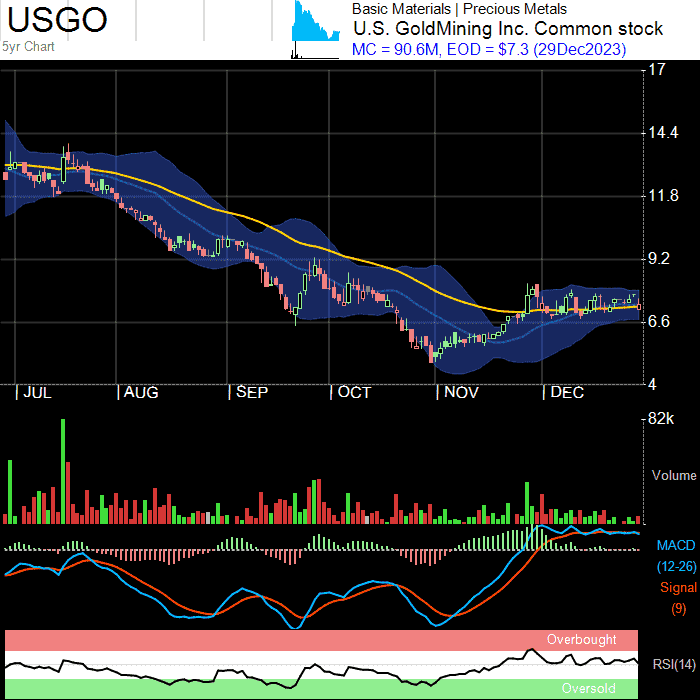 USGO
5yr Chart
Basic Materials | Precious Metals
U.S. GoldMining Inc. Common stock
MC = 90.6M, EOD = $7.3 (29Dec2023)
17
14.4
11.8
9.2
6.6
4
JUL AUG SEP OCT NOV DEC
82k
Volume
MACD
(12-26)
Signal
(9)
Overbought
RSI(14)
Oversold